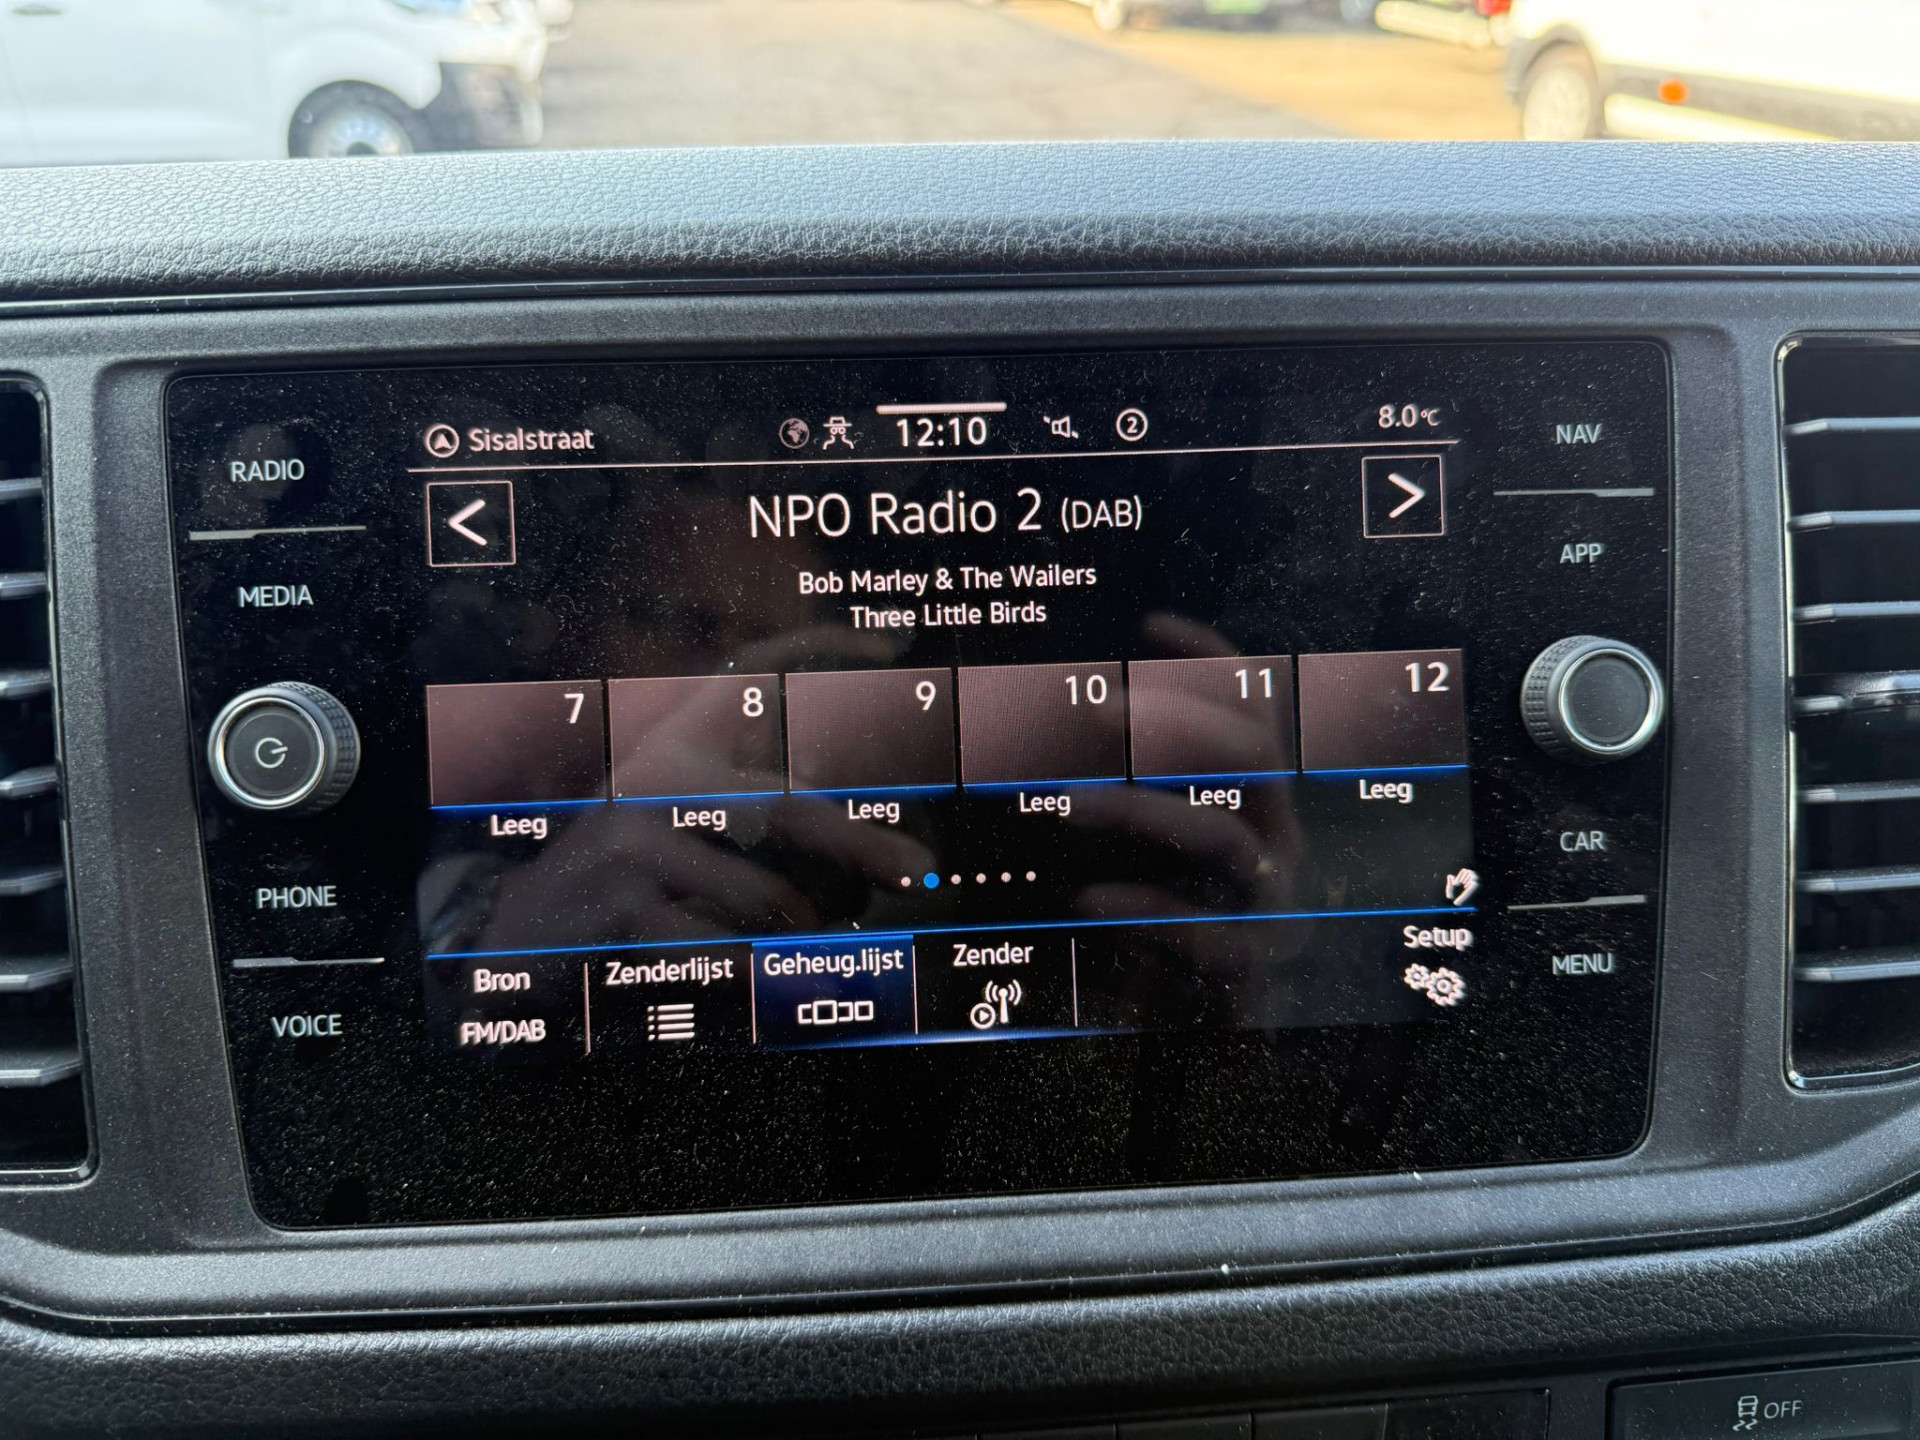 Sisalstraat
12:10
2
8.0°C
RADIO
MEDIA
PHONE
VOICE
NAV
APP
CAR
MENU
<
NPO Radio 2 (DAB)
>
Bob Marley & The Wailers
Three Little Birds
7
8
9
10
11
12
Leeg
Leeg
Leeg
Leeg
Leeg
Leeg
Bron
FM/DAB
Zenderlijst
Geheug.lijst
Zender
Setup
OFF